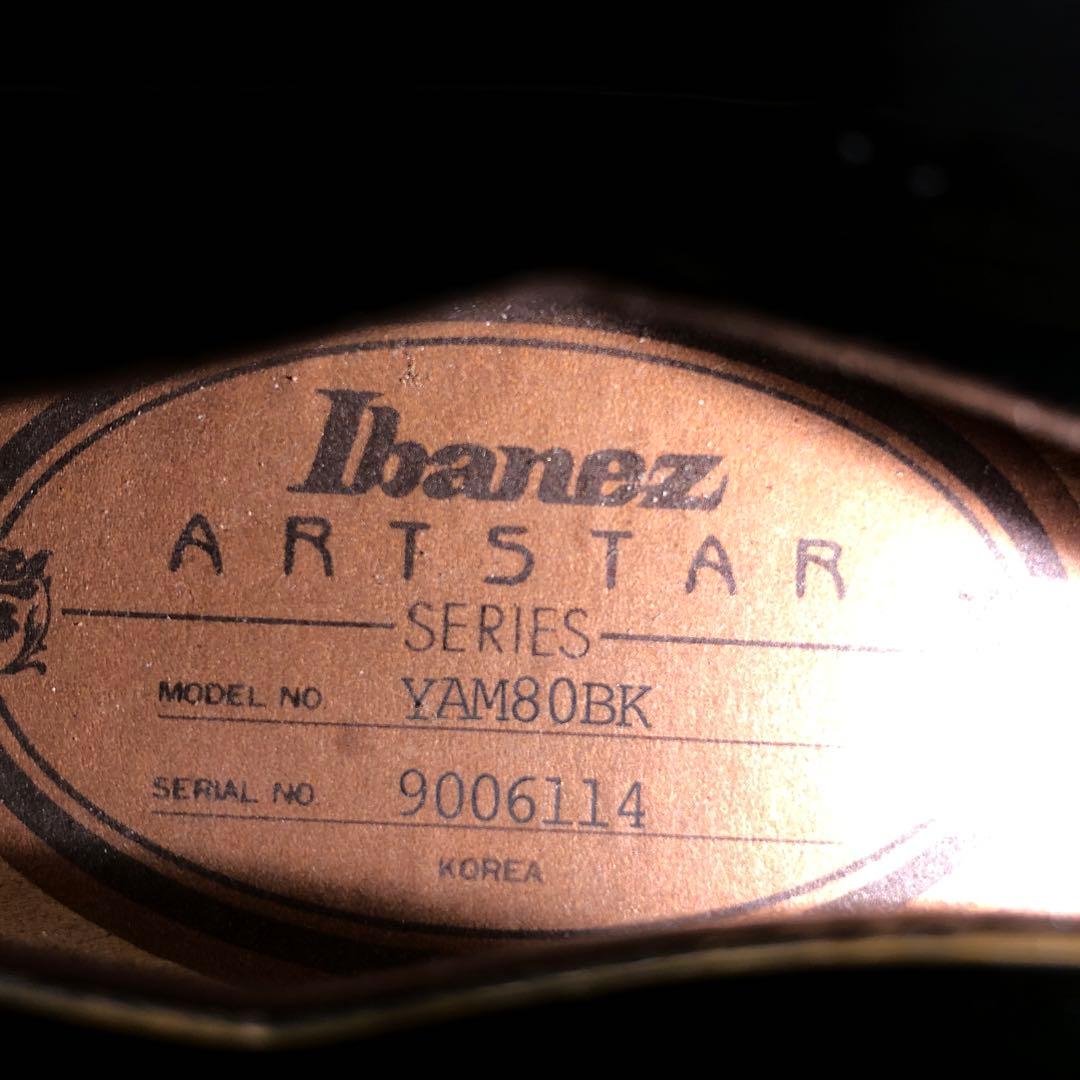 Ibanez
ARTSTAR
SERIES
MODEL NO YAM80BK
SERIAL NO 9006114
KOREA